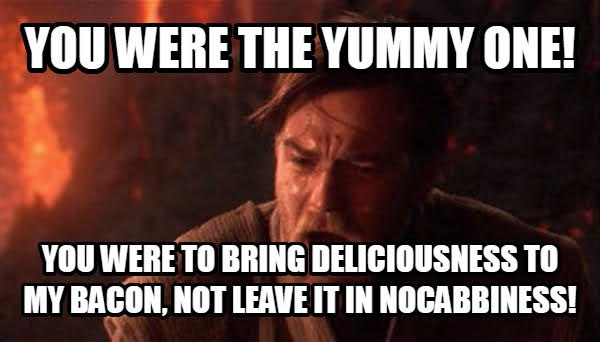 YOU WERE THE YUMMY ONE!
YOU WERE TO BRING DELICIOUSNESS TO
MY BACON, NOT LEAVE IT IN NOCABBINESS!